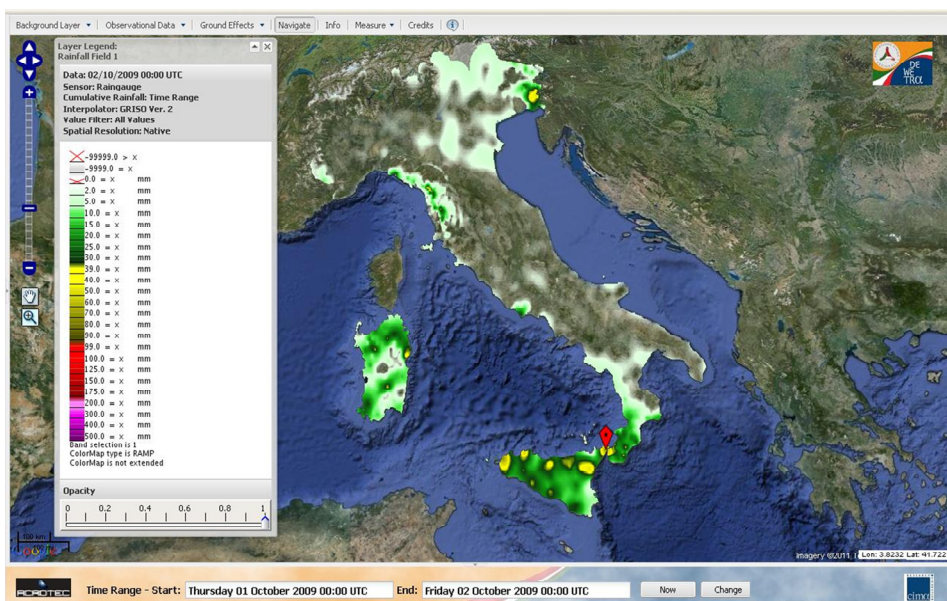 Background Layer Observational Data Ground Effects Navigate Info Measure Credits
Layer Legend:
Rainfall Field 1
Data: 02/10/2009 00:00 UTC
Sensor: Raingauge
Cumulative Rainfall: Time Range
Interpolator: GRISO Ver. 2
Value Filter: All Values
Spatial Resolution: Native
-99999.0 > x
-9999.0 = x
0.0 = x mm
2.0 = x mm
5.0 = x mm
10.0 = x mm
15.0 = x mm
20.0 = x mm
25.0 = x mm
30.0 = x mm
39.0 = x mm
40.0 = x mm
50.0 = x mm
60.0 = x mm
70.0 = x mm
80.0 = x mm
90.0 = x mm
99.0 = x mm
100.0 = x mm
125.0 = x mm
150.0 = x mm
175.0 = x mm
200.0 = x mm
300.0 = x mm
400.0 = x mm
500.0 = x mm
Band selection is 1
ColorMap type is RAMP
ColorMap is not extended
Opacity
0 0.2 0.4 0.6 0.8 1
100 km
DE
WE
TRα
Imagery ©2011 Lon: 3.8232 Lat: 41.722
ACROTEC Time Range - Start: Thursday 01 October 2009 00:00 UTC End: Friday 02 October 2009 00:00 UTC Now Change
cima